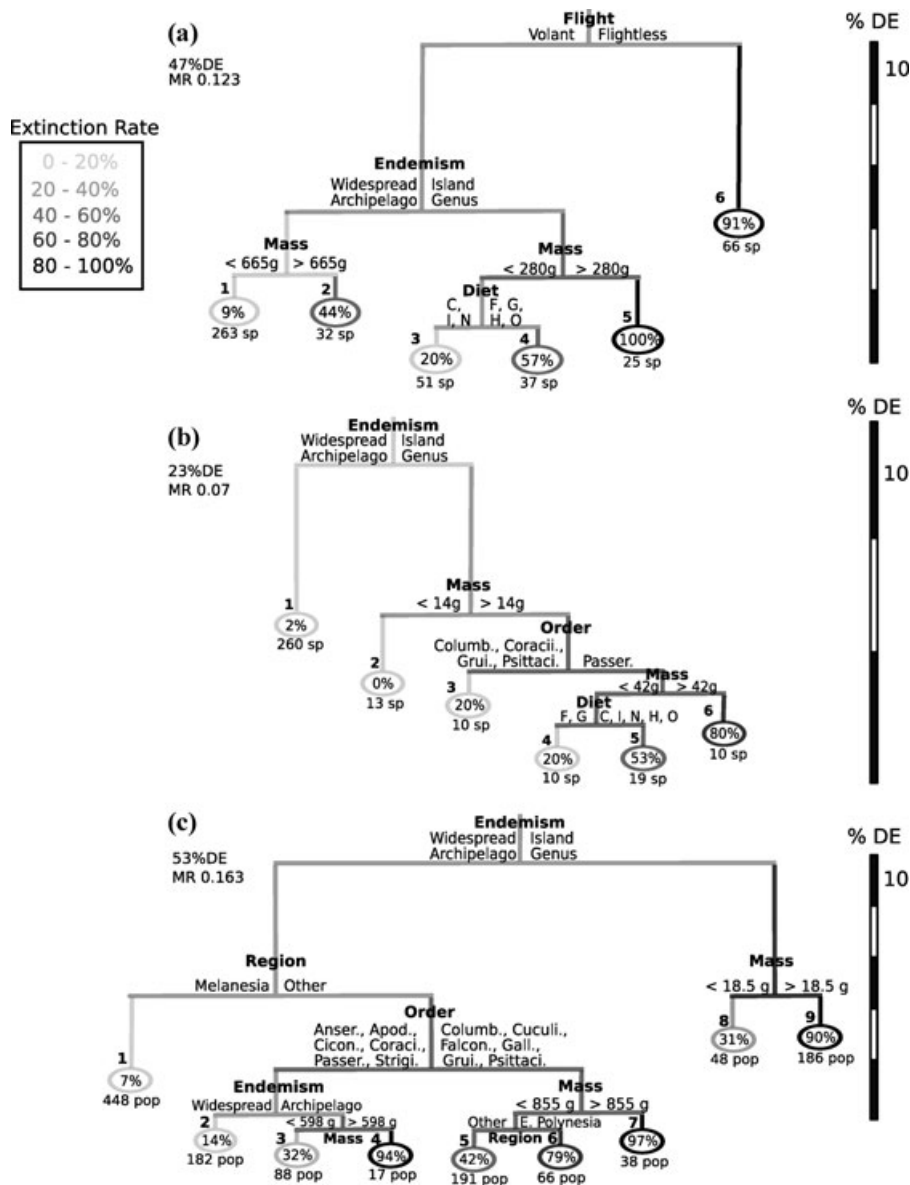 (a)
Flight
Volant Flightless
% DE
47%DE
MR 0.123
10
Extinction Rate
0 - 20%
20 - 40%
40 - 60%
60 - 80%
80 - 100%
Endemism
Widespread Island
Archipelago Genus
6
91%
66 sp
Mass
< 665g > 665g
Mass
< 280g > 280g
1
9%
263 sp
2
44%
32 sp
Diet
C, F, G,
I, N H, O
3
20%
51 sp
4
57%
37 sp
5
100%
25 sp
(b)
Endemism
Widespread Island
Archipelago Genus
% DE
23%DE
MR 0.07
10
Mass
< 14g > 14g
1
2%
260 sp
Order
Columb., Coracii.,
Grui., Psittaci. Passer.
2
0%
13 sp
3
20%
10 sp
Mass
< 42g > 42g
Diet
F, G C, I, N, H, O
4
20%
10 sp
5
53%
19 sp
6
80%
10 sp
(c)
Endemism
Widespread Island
Archipelago Genus
% DE
53%DE
MR 0.163
10
Region
Melanesia Other
Mass
< 18.5 g > 18.5 g
8
31%
48 pop
9
90%
186 pop
Order
Anser., Apod., Columb., Cuculi.,
Cicon., Coraci., Falcon., Gall.,
Passer., Strigi. Grui., Psittaci.
1
7%
448 pop
Endemism
Widespread Archipelago
Mass
< 855 g > 855 g
2
14%
182 pop
< 598 g > 598 g
Mass
3
32%
88 pop
4
94%
17 pop
Other E. Polynesia
Region
5
42%
191 pop
6
79%
66 pop
7
97%
38 pop